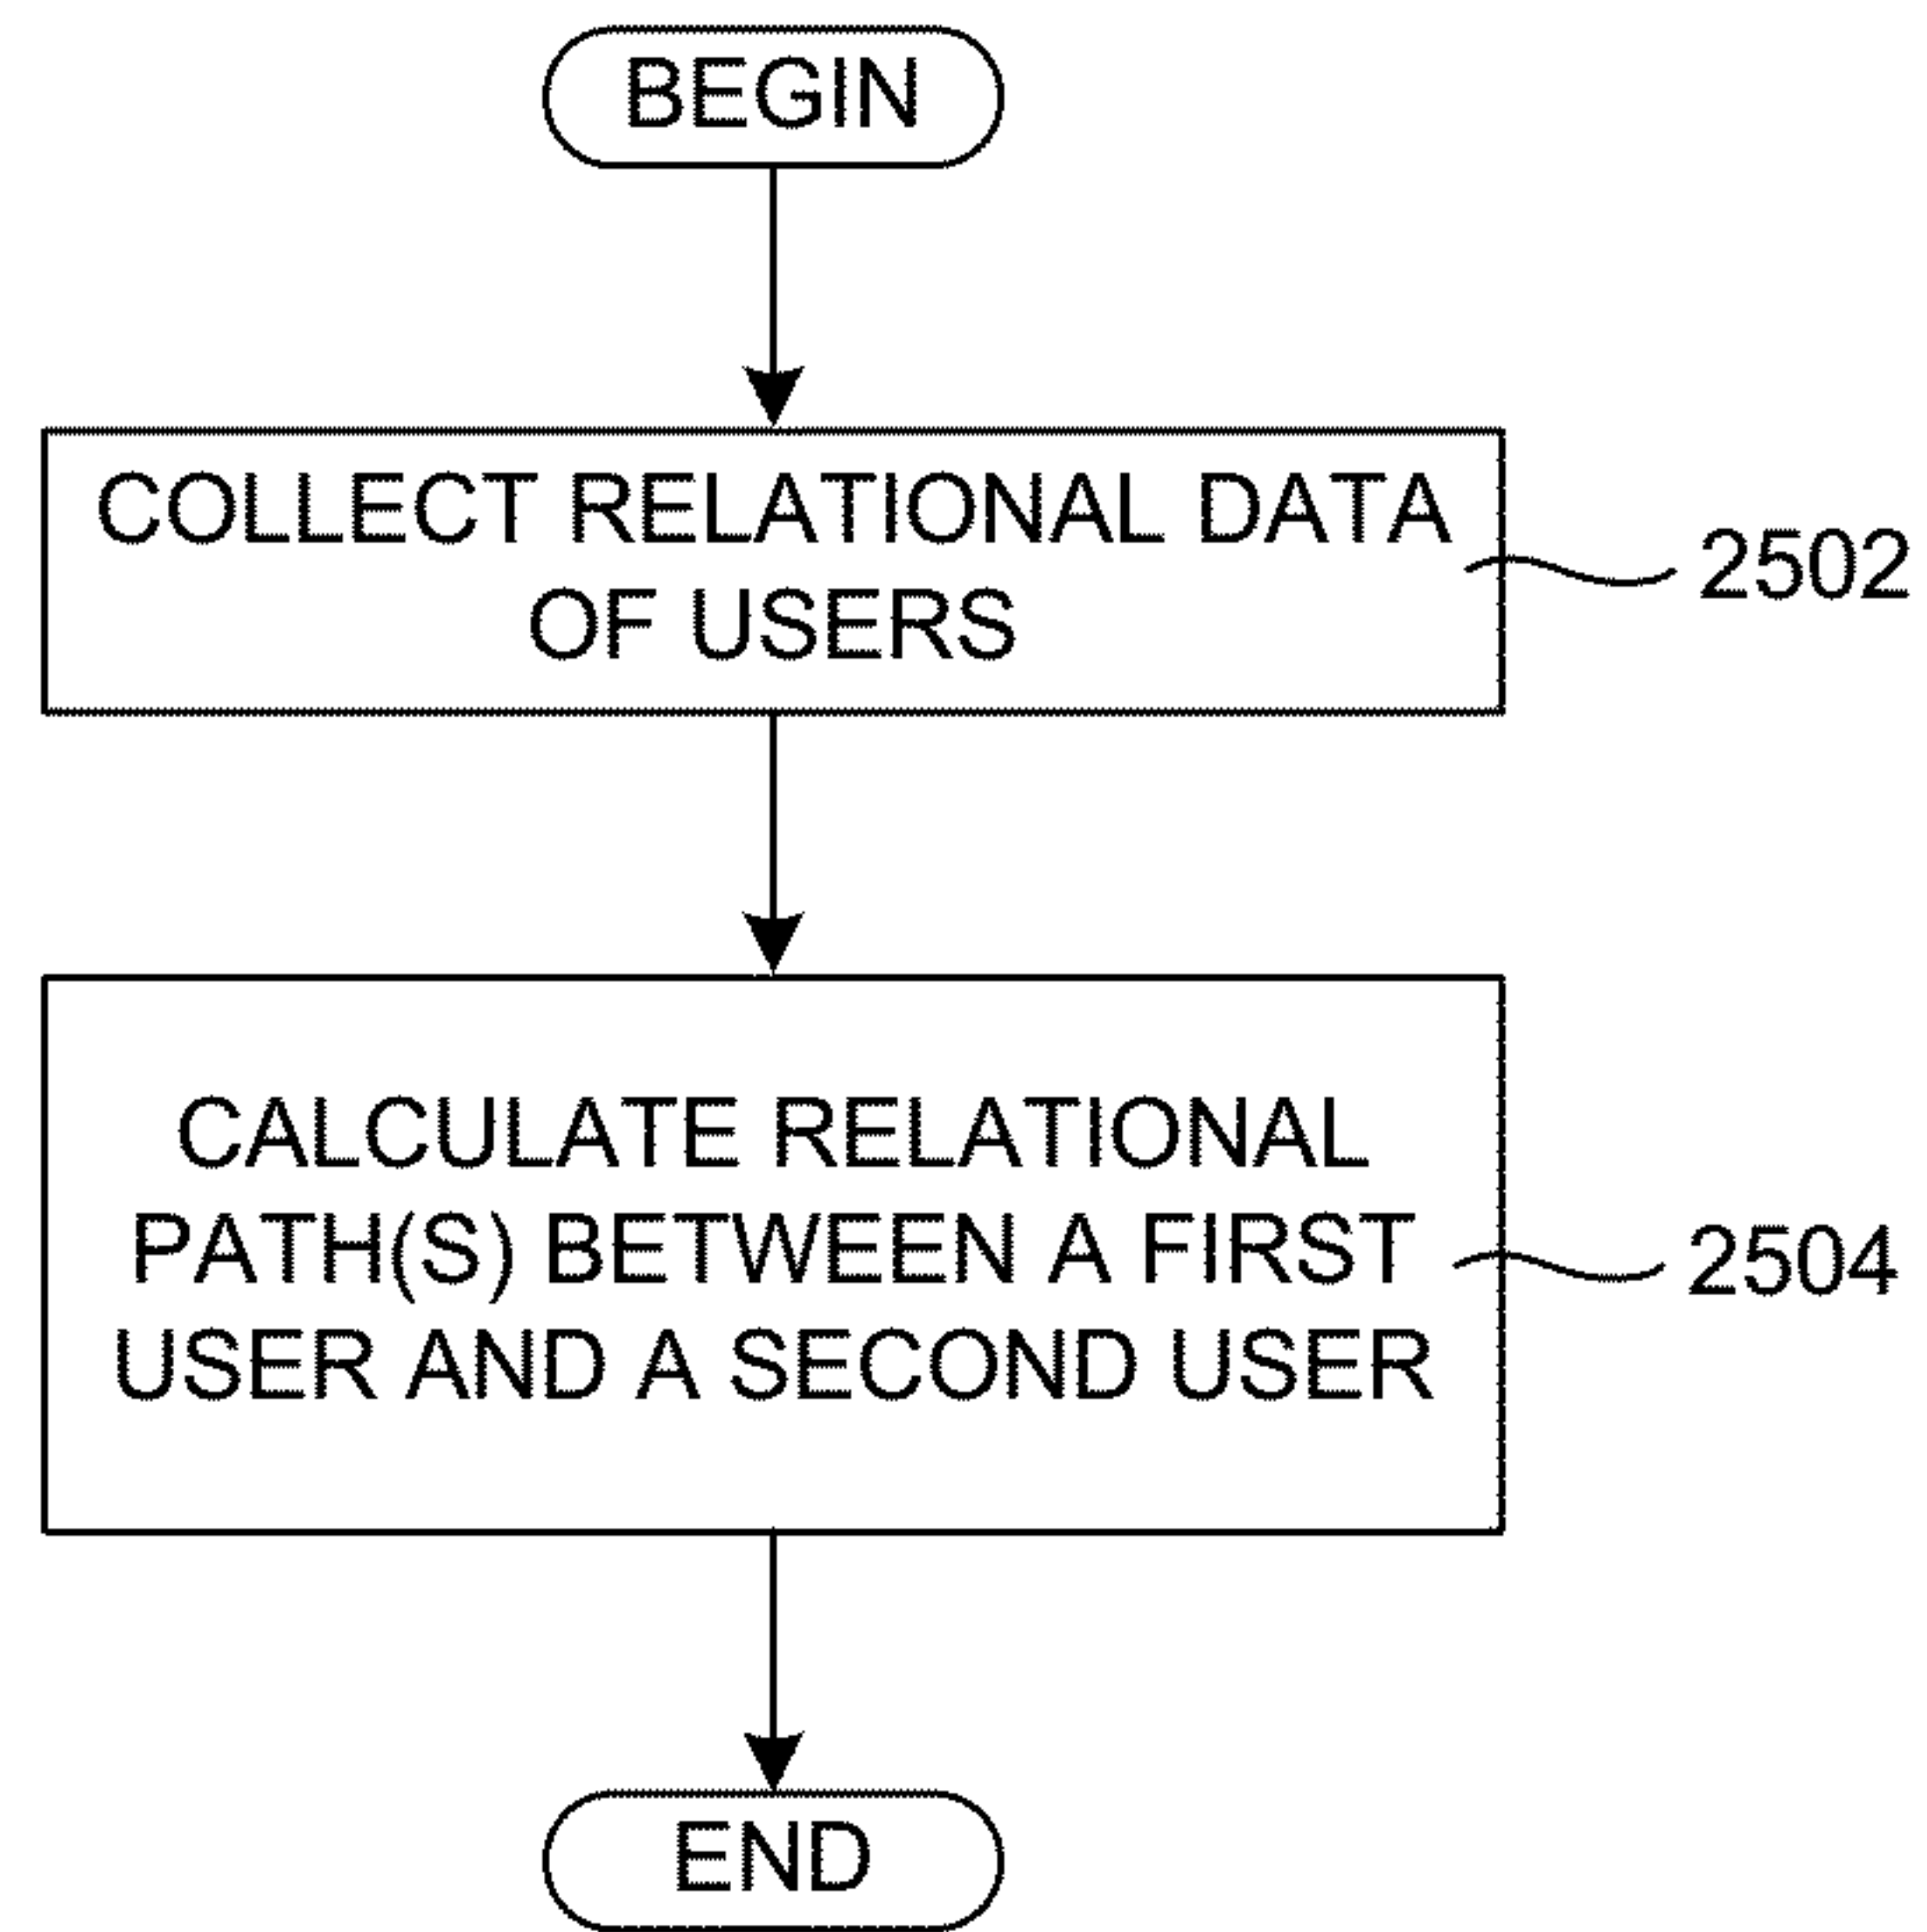 BEGIN
COLLECT RELATIONAL DATA
OF USERS
2502
CALCULATE RELATIONAL
PATH(S) BETWEEN A FIRST
USER AND A SECOND USER
2504
END